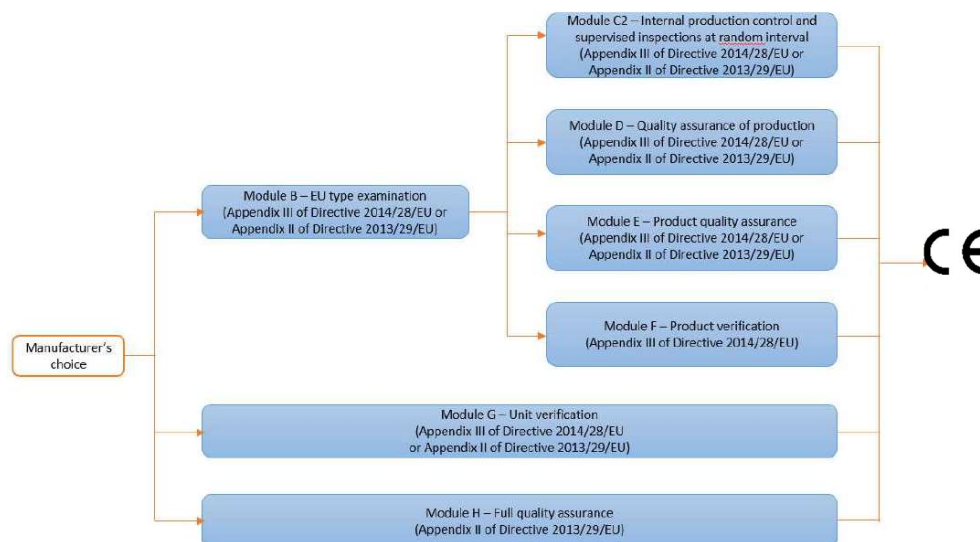 Module C2 – Internal production control and
supervised inspections at random interval
(Appendix III of Directive 2014/28/EU or
Appendix II of Directive 2013/29/EU)
Module D – Quality assurance of production
(Appendix III of Directive 2014/28/EU or
Appendix II of Directive 2013/29/EU)
Module B – EU type examination
(Appendix III of Directive 2014/28/EU or
Appendix II of Directive 2013/29/EU)
Module E – Product quality assurance
(Appendix III of Directive 2014/28/EU or
Appendix II of Directive 2013/29/EU)
CE
Module F – Product verification
(Appendix III of Directive 2014/28/EU)
Manufacturer's
choice
Module G – Unit verification
(Appendix III of Directive 2014/28/EU
or Appendix II of Directive 2013/29/EU)
Module H – Full quality assurance
(Appendix II of Directive 2013/29/EU)